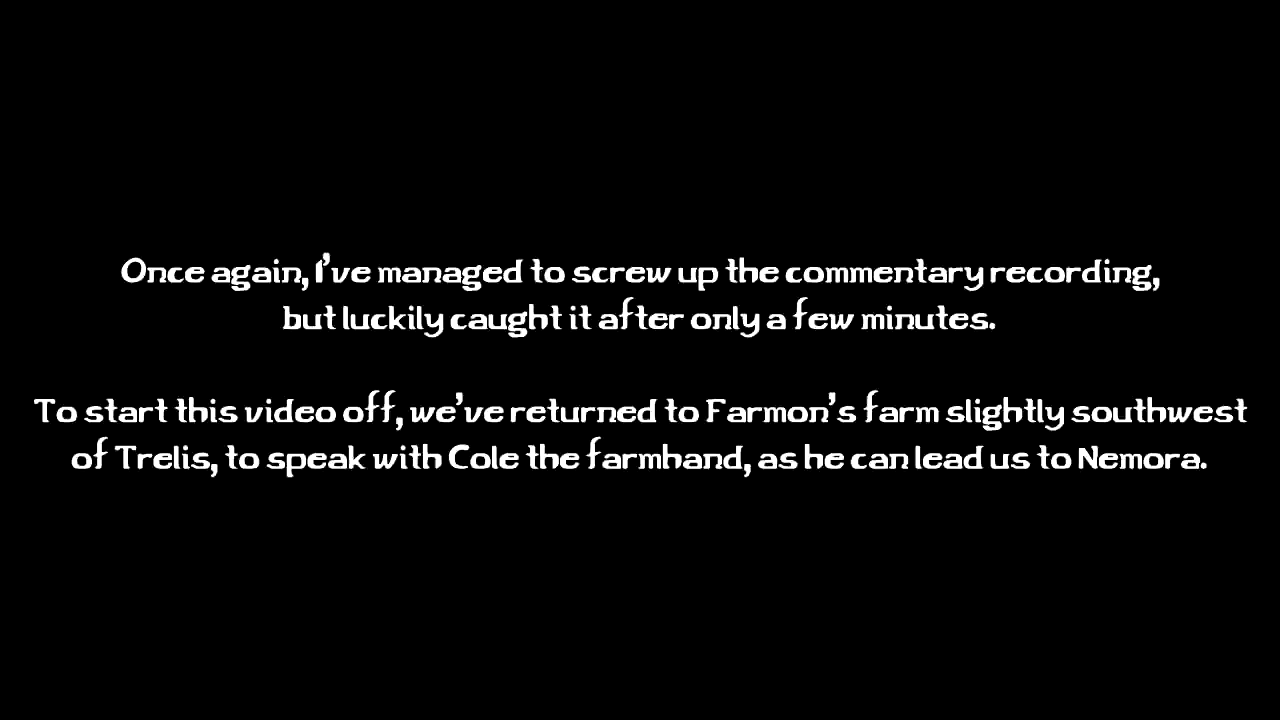 Once again, I've managed to screw up the commentary recording,
but luckily caught it after only a few minutes.
To start this video off, we've returned to Farmon's farm slightly southwest
of Trelis, to speak with Cole the farmhand, as he can lead us to Nemora.